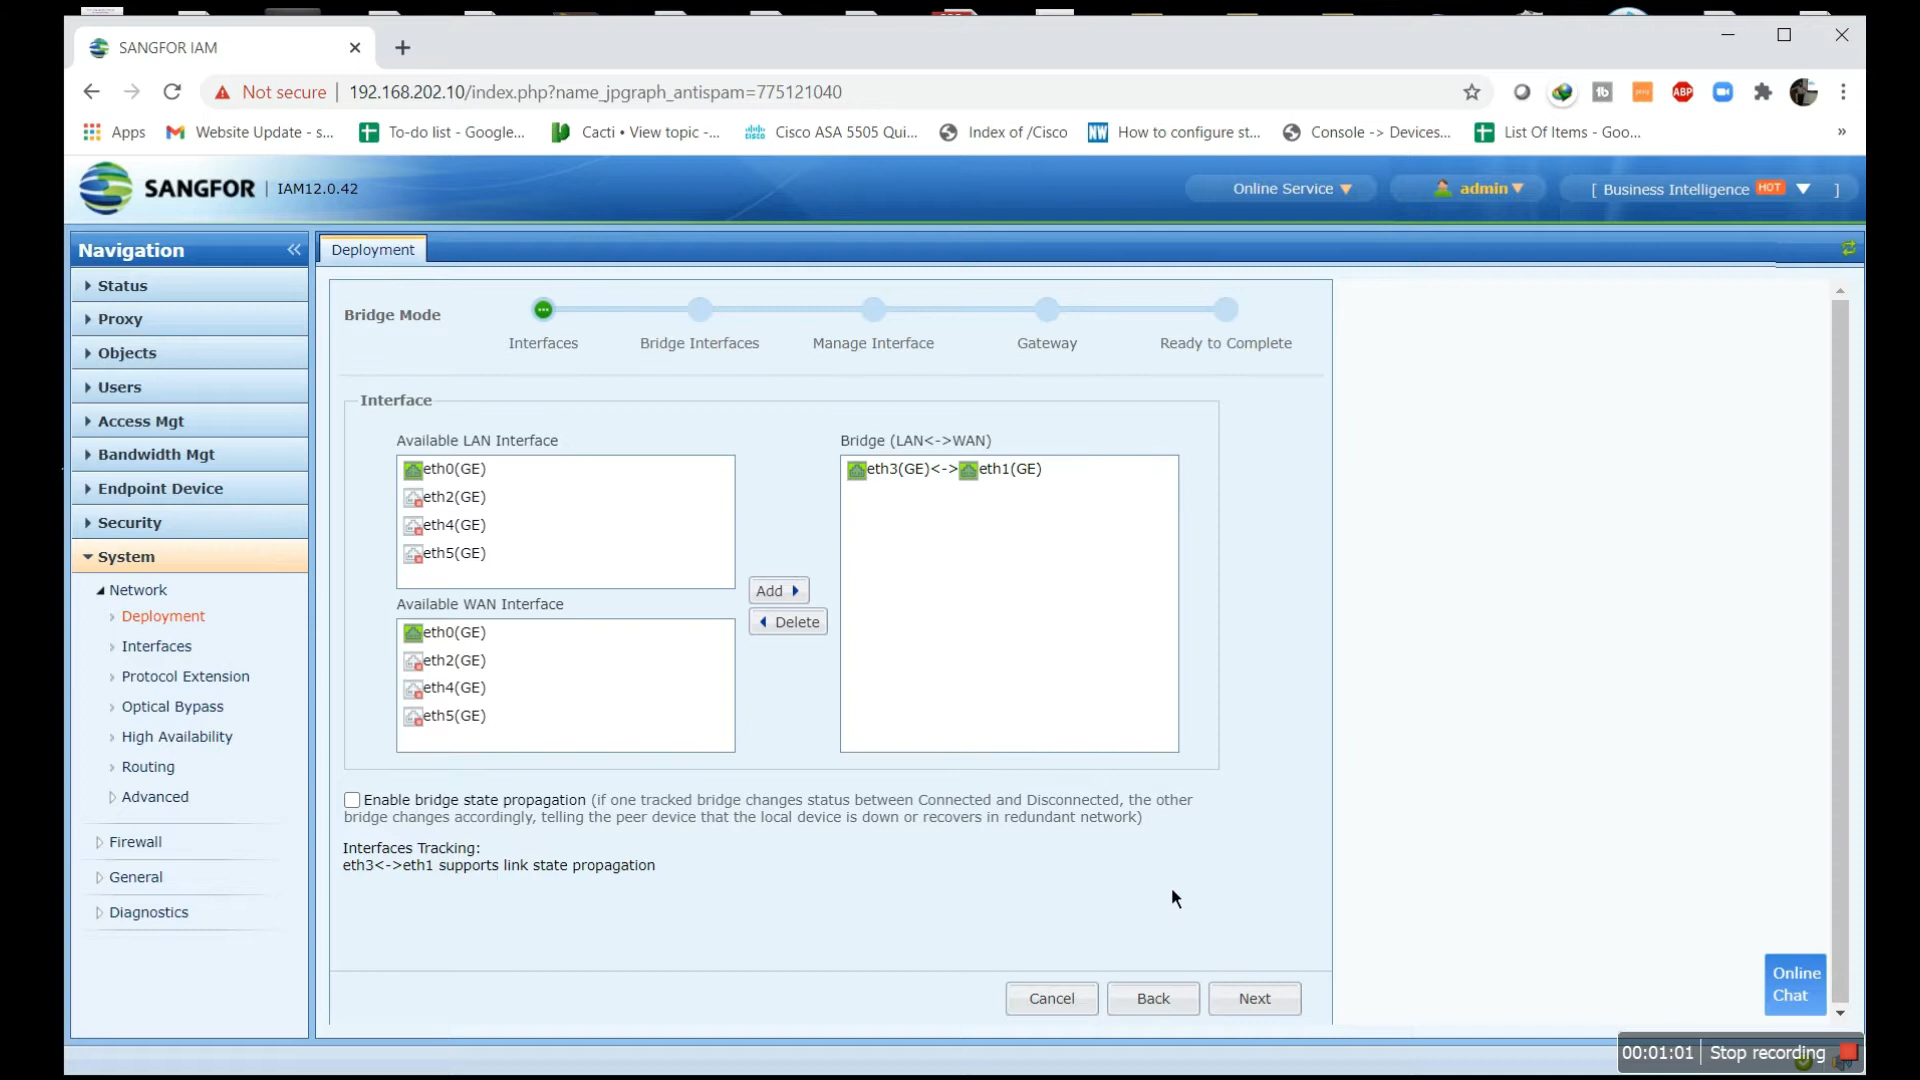 SANGFOR IAM
Not secure | 192.168.202.10/index.php?name_jpgraph_antispam=775121040
Apps Website Update - s... To-do list - Google... Cacti • View topic -... Cisco ASA 5505 Qui... Index of /Cisco How to configure st... Console -> Devices... List Of Items - Goo... »
SANGFOR | IAM12.0.42 Online Service admin [ Business Intelligence HOT ]
Navigation
Deployment
Status
Proxy
Objects
Users
Access Mgt
Bandwidth Mgt
Endpoint Device
Security
System
Network
Deployment
Interfaces
Protocol Extension
Optical Bypass
High Availability
Routing
Advanced
Firewall
General
Diagnostics
Bridge Mode
Interfaces Bridge Interfaces Manage Interface Gateway Ready to Complete
Interface
Available LAN Interface
eth0(GE)
eth2(GE)
eth4(GE)
eth5(GE)
Available WAN Interface
eth0(GE)
eth2(GE)
eth4(GE)
eth5(GE)
Add
Delete
Bridge (LAN<->WAN)
eth3(GE)<->eth1(GE)
Enable bridge state propagation (if one tracked bridge changes status between Connected and Disconnected, the other
bridge changes accordingly, telling the peer device that the local device is down or recovers in redundant network)
Interfaces Tracking:
eth3<->eth1 supports link state propagation
Cancel Back Next
Online
Chat
00:01:01 Stop recording